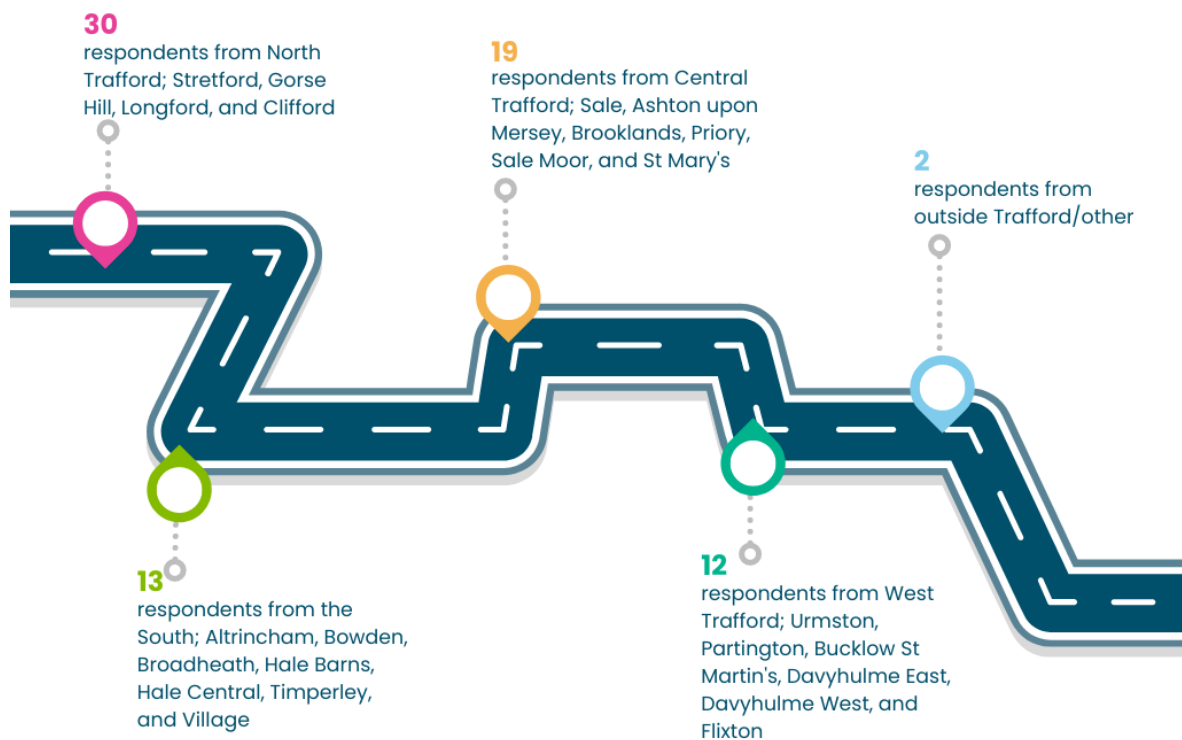 30
respondents from North
Trafford; Stretford, Gorse
Hill, Longford, and Clifford
13
respondents from the
South; Altrincham, Bowden,
Broadheath, Hale Barns,
Hale Central, Timperley,
and Village
19
respondents from Central
Trafford; Sale, Ashton upon
Mersey, Brooklands, Priory,
Sale Moor, and St Mary's
12
respondents from West
Trafford; Urmston,
Partington, Bucklow St
Martin's, Davyhulme East,
Davyhulme West, and
Flixton
2
respondents from
outside Trafford/other